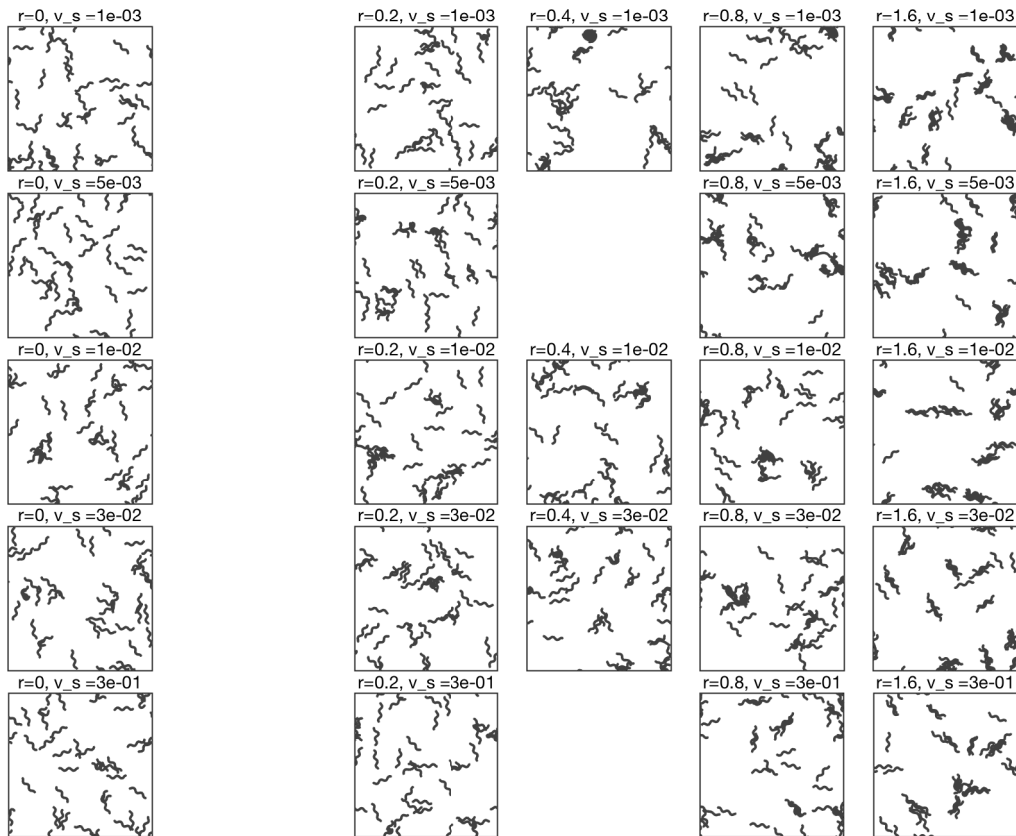 r=0, v_s =1e-03 r=0.2, v_s =1e-03 r=0.4, v_s =1e-03 r=0.8, v_s =1e-03 r=1.6, v_s =1e-03
r=0, v_s =5e-03 r=0.2, v_s =5e-03 r=0.8, v_s =5e-03 r=1.6, v_s =5e-03
r=0, v_s =1e-02 r=0.2, v_s =1e-02 r=0.4, v_s =1e-02 r=0.8, v_s =1e-02 r=1.6, v_s =1e-02
r=0, v_s =3e-02 r=0.2, v_s =3e-02 r=0.4, v_s =3e-02 r=0.8, v_s =3e-02 r=1.6, v_s =3e-02
r=0, v_s =3e-01 r=0.2, v_s =3e-01 r=0.8, v_s =3e-01 r=1.6, v_s =3e-01